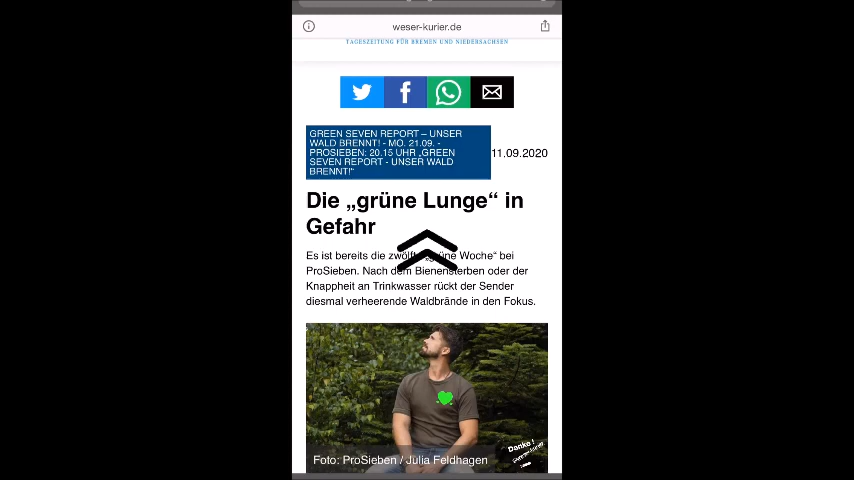 weser-kurier.de
TAGESZEITUNG FÜR BREMEN UND NIEDERSACHSEN
GREEN SEVEN REPORT – UNSER
WALD BRENNT! - MO. 21.09. -
PROSIEBEN: 20.15 UHR „GREEN
SEVEN REPORT - UNSER WALD
BRENNT!“
11.09.2020
Die „grüne Lunge“ in
Gefahr
Es ist bereits die zwölfte „grüne Woche“ bei
ProSieben. Nach dem Bienensterben oder der
Knappheit an Trinkwasser rückt der Sender
diesmal verheerende Waldbrände in den Fokus.
Danke !
Foto: ProSieben / Julia Feldhagen